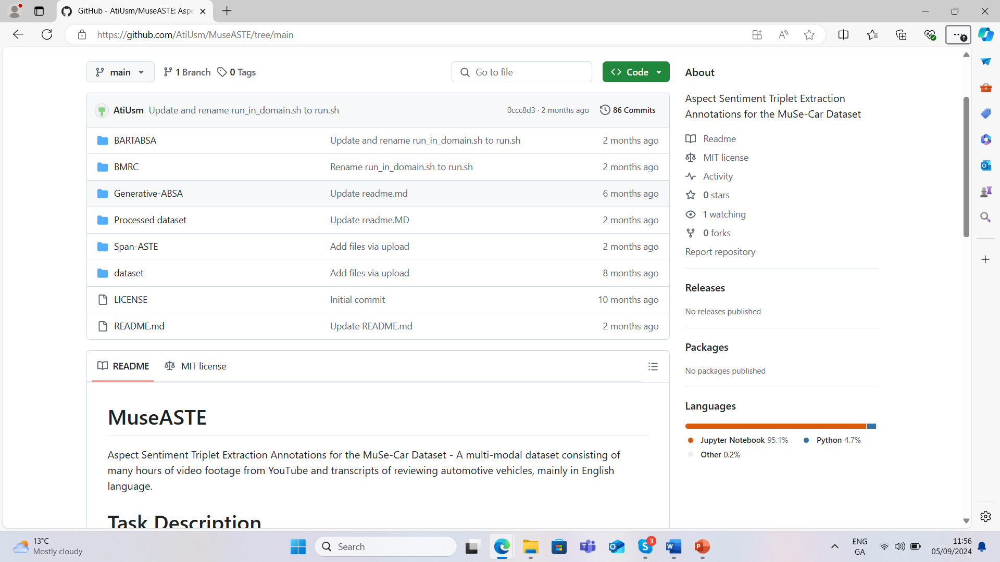 GitHub - AtiUsm/MuseASTE: Aspe
https://github.com/AtiUsm/MuseASTE/tree/main
main
1 Branch
0 Tags
Go to file
Code
AtiUsm Update and rename run_in_domain.sh to run.sh 0ccc8d3 · 2 months ago 86 Commits
BARTABSA Update and rename run_in_domain.sh to run.sh 2 months ago
BMRC Rename run_in_domain.sh to run.sh 2 months ago
Generative-ABSA Update readme.md 6 months ago
Processed dataset Update readme.MD 2 months ago
Span-ASTE Add files via upload 2 months ago
dataset Add files via upload 8 months ago
LICENSE Initial commit 10 months ago
README.md Update README.md 2 months ago
README MIT license
MuseASTE
Aspect Sentiment Triplet Extraction Annotations for the MuSe-Car Dataset - A multi-modal dataset consisting of
many hours of video footage from YouTube and transcripts of reviewing automotive vehicles, mainly in English
language.
Task Description
About
Aspect Sentiment Triplet Extraction
Annotations for the MuSe-Car Dataset
Readme
MIT license
Activity
0 stars
1 watching
0 forks
Report repository
Releases
No releases published
Packages
No packages published
Languages
Jupyter Notebook 95.1% Python 4.7%
Other 0.2%
13°C
Mostly cloudy
Search
3
ENG
GA
11:56
05/09/2024